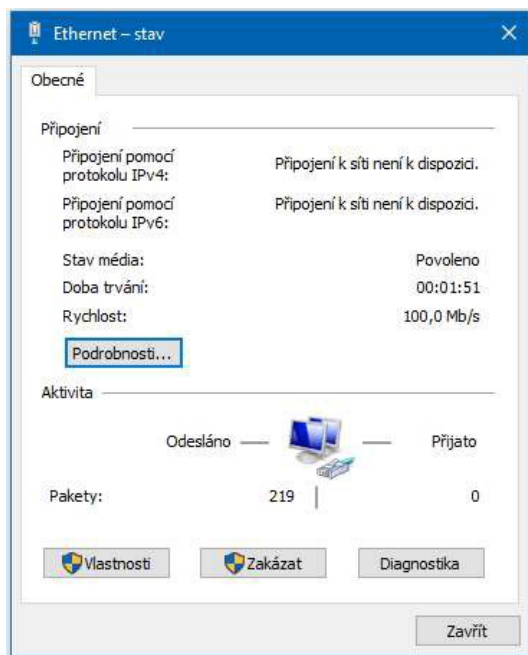 Ethernet – stav
Obecné
Připojení
Připojení pomocí
protokolu IPv4:
Připojení k síti není k dispozici.
Připojení pomocí
protokolu IPv6:
Připojení k síti není k dispozici.
Stav média: Povoleno
Doba trvání: 00:01:51
Rychlost: 100,0 Mb/s
Podrobnosti...
Aktivita
Odesláno Přijato
Pakety: 219 0
Vlastnosti Zakázat Diagnostika
Zavřít